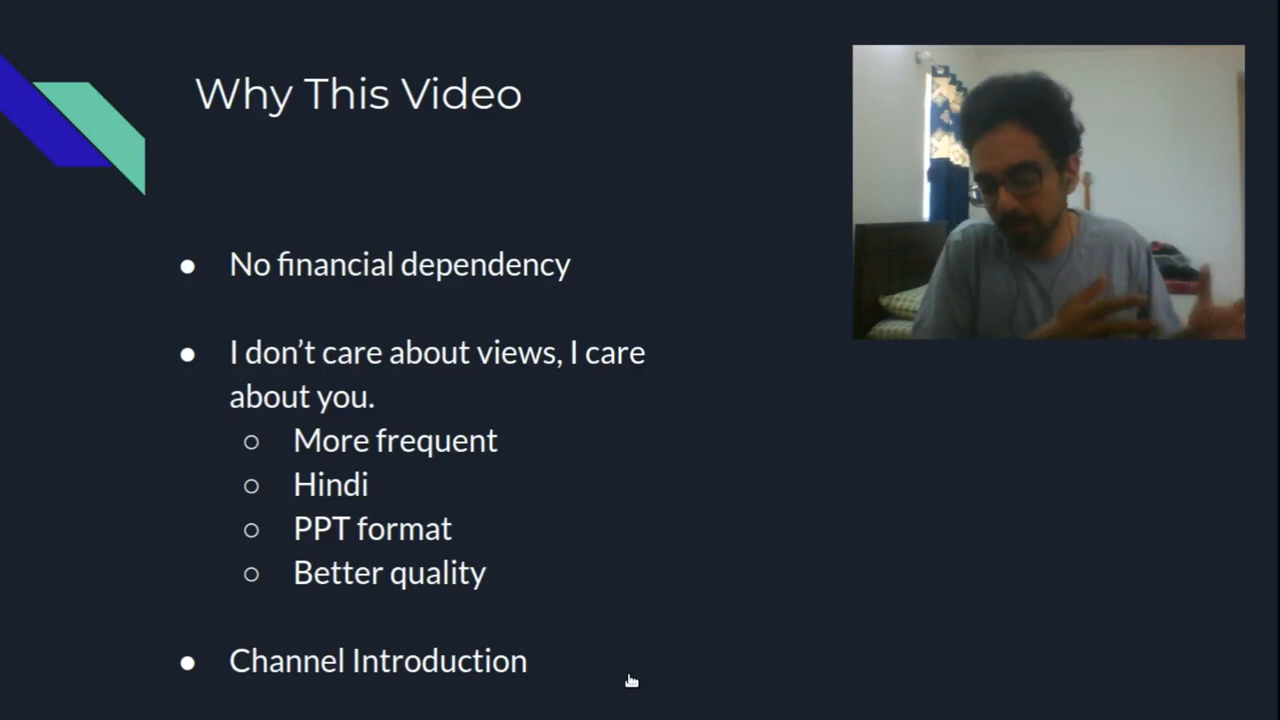 Why This Video
● No financial dependency
● I don’t care about views, I care
about you.
○ More frequent
○ Hindi
○ PPT format
○ Better quality
● Channel Introduction